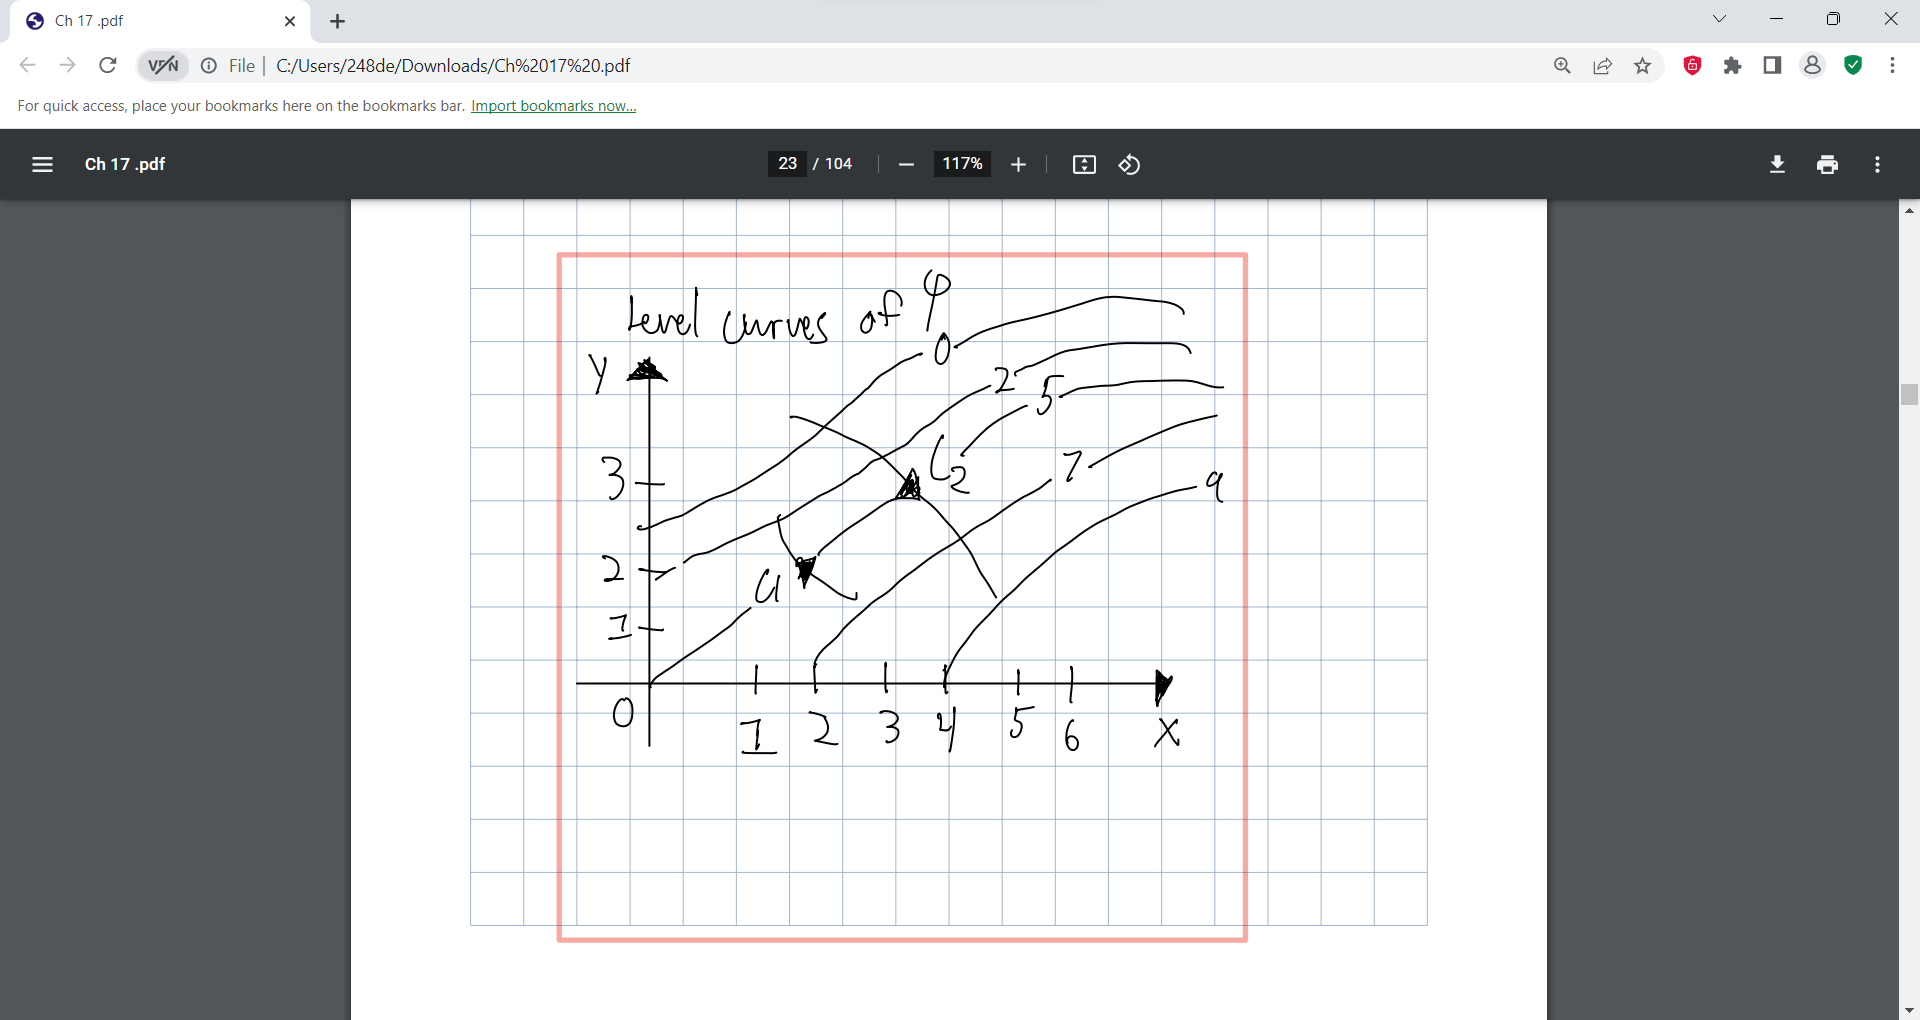 Ch 17 .pdf
VPN File C:/Users/248de/Downloads/Ch%2017%20.pdf
For quick access, place your bookmarks here on the bookmarks bar. Import bookmarks now...
Ch 17 .pdf 23 / 104 117%
Level curves of φ
0
Y
2
5
C2
3
7
9
2
C1
1
0
1 2 3 4 5 6 X